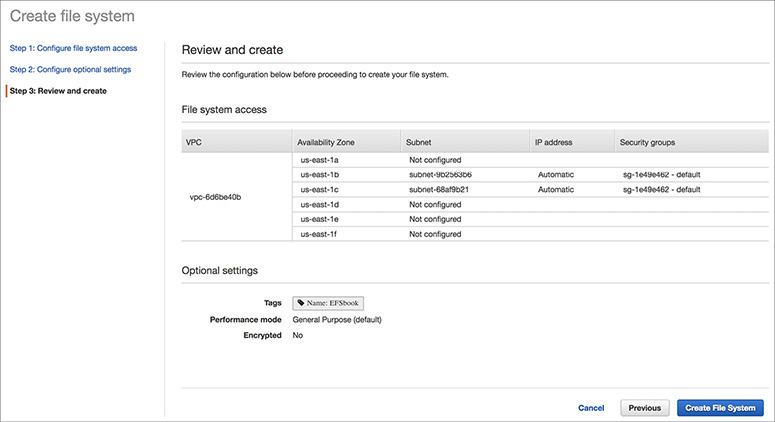 Create file system
Step 1: Configure file system access
Step 2: Configure optional settings
Step 3: Review and create
Review and create
Review the configuration below before proceeding to create your file system.
File system access
VPC Availability Zone Subnet IP address Security groups
us-east-1a Not configured
us-east-1b subnet-9b2563b6 Automatic sg-1e49e462 - default
us-east-1c subnet-68af9b21 Automatic sg-1e49e462 - default
vpc-6d6be40b
us-east-1d Not configured
us-east-1e Not configured
us-east-1f Not configured
Optional settings
Tags Name: EFSbook
Performance mode General Purpose (default)
Encrypted No
Cancel Previous Create File System